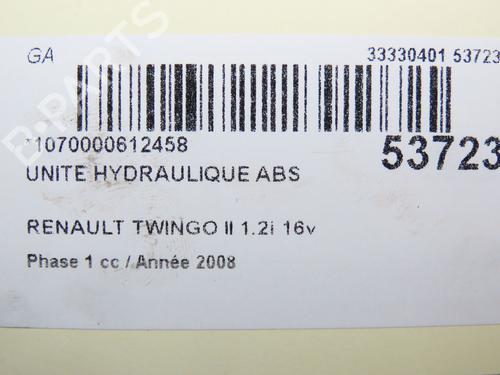 GA
33330401 53723
*1070000612458
53723
UNITE HYDRAULIQUE ABS
RENAULT TWINGO II 1.2i 16v
Phase 1 cc / Année 2008
B-PARTS